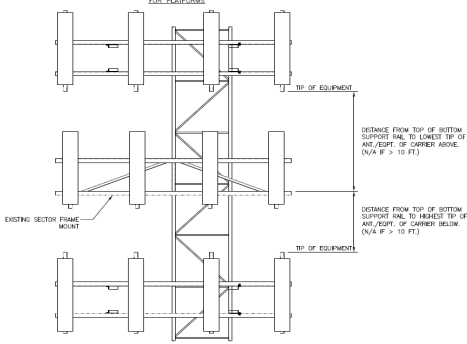 FOR PLATFORMS
TIP OF EQUIPMENT
DISTANCE FROM TOP OF BOTTOM
SUPPORT RAIL TO LOWEST TIP OF
ANT./EQPT. OF CARRIER ABOVE.
(N/A IF > 10 FT.)
EXISTING SECTOR FRAME
MOUNT
DISTANCE FROM TOP OF BOTTOM
SUPPORT RAIL TO HIGHEST TIP OF
ANT./EQPT. OF CARRIER BELOW.
(N/A IF > 10 FT.)
TIP OF EQUIPMENT